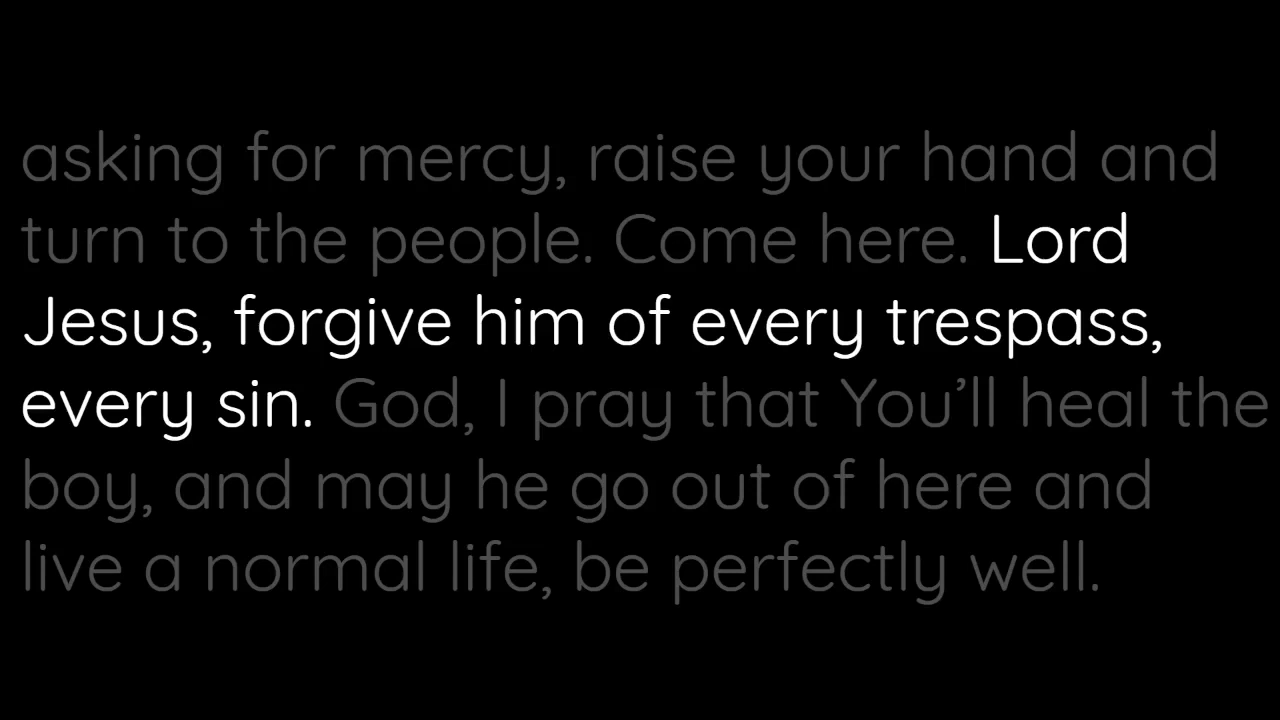 asking for mercy, raise your hand and
turn to the people. Come here. Lord
Jesus, forgive him of every trespass,
every sin. God, I pray that You’ll heal the
boy, and may he go out of here and
live a normal life, be perfectly well.